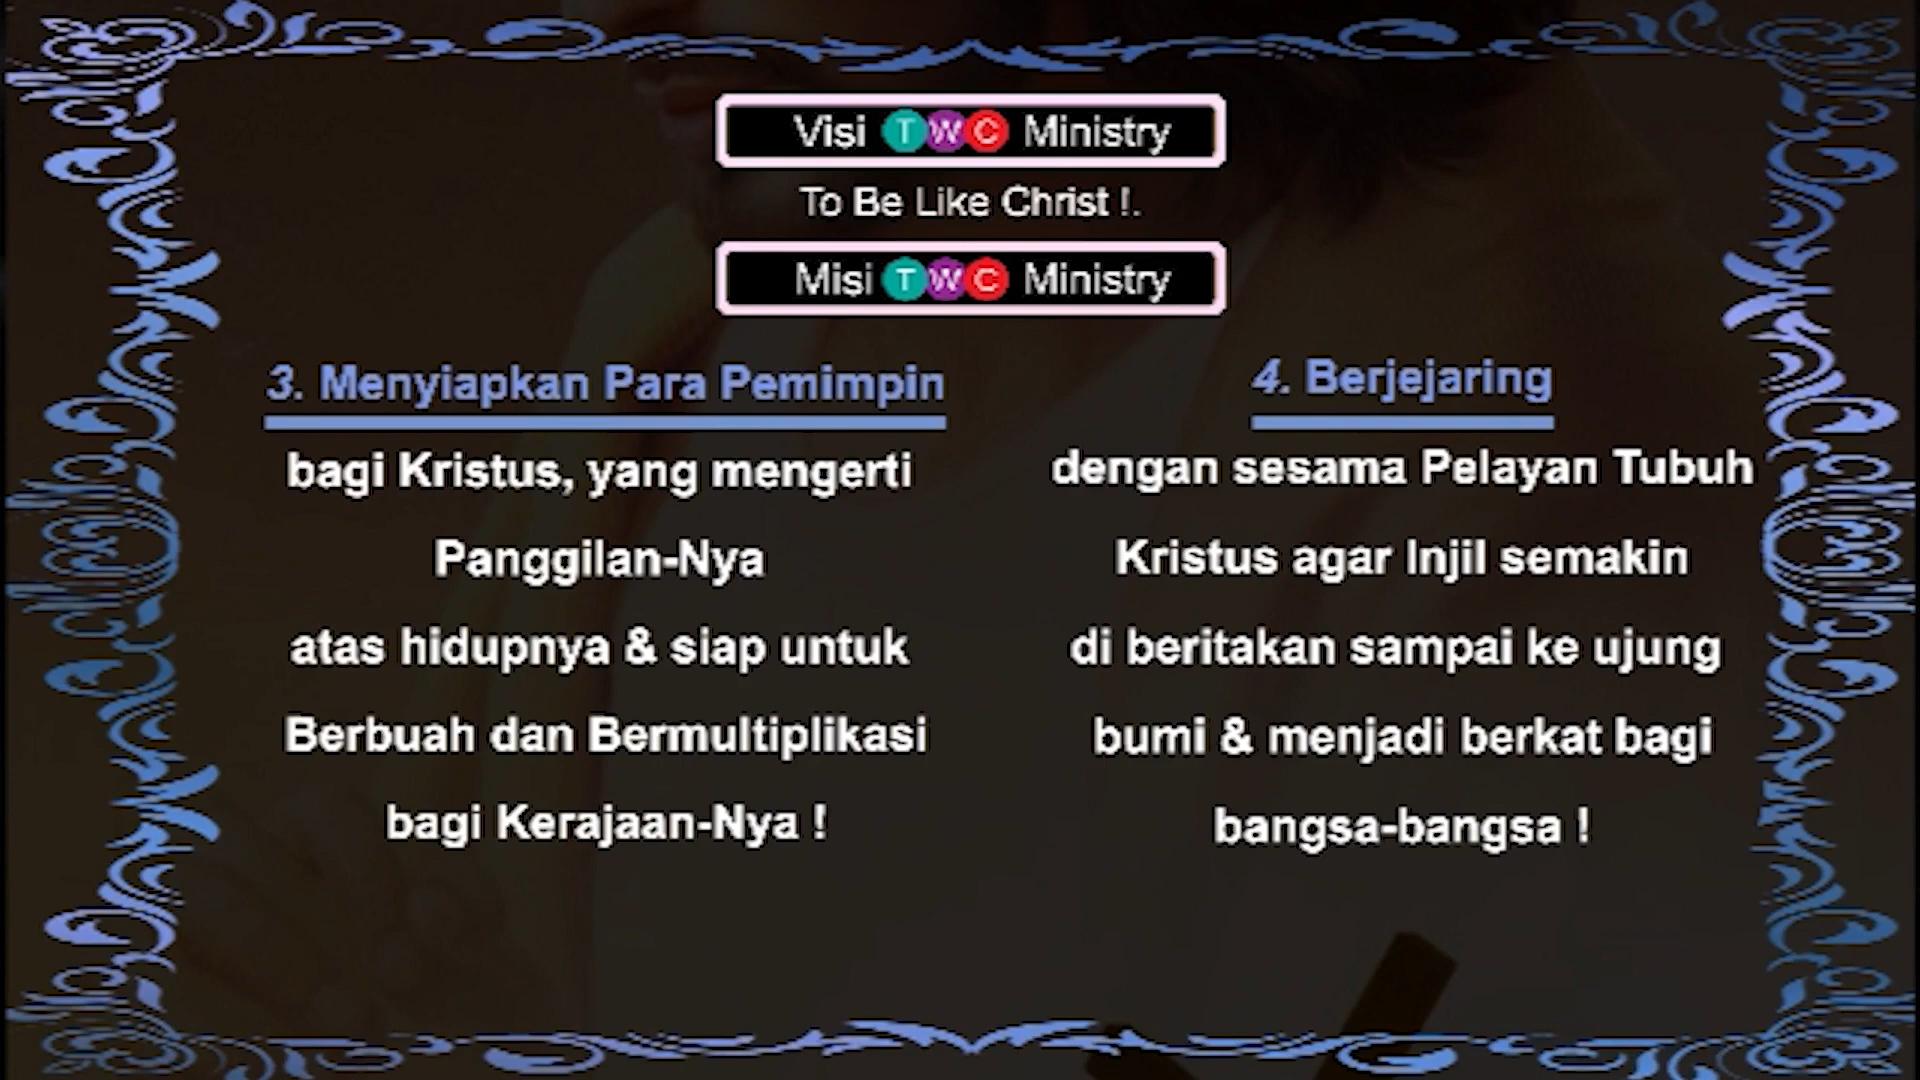 Visi TWC Ministry
To Be Like Christ !.
Misi TWC Ministry
3. Menyiapkan Para Pemimpin
bagi Kristus, yang mengerti
Panggilan-Nya
atas hidupnya & siap untuk
Berbuah dan Bermultiplikasi
bagi Kerajaan-Nya !
4. Berjejaring
dengan sesama Pelayan Tubuh
Kristus agar Injil semakin
di beritakan sampai ke ujung
bumi & menjadi berkat bagi
bangsa-bangsa !